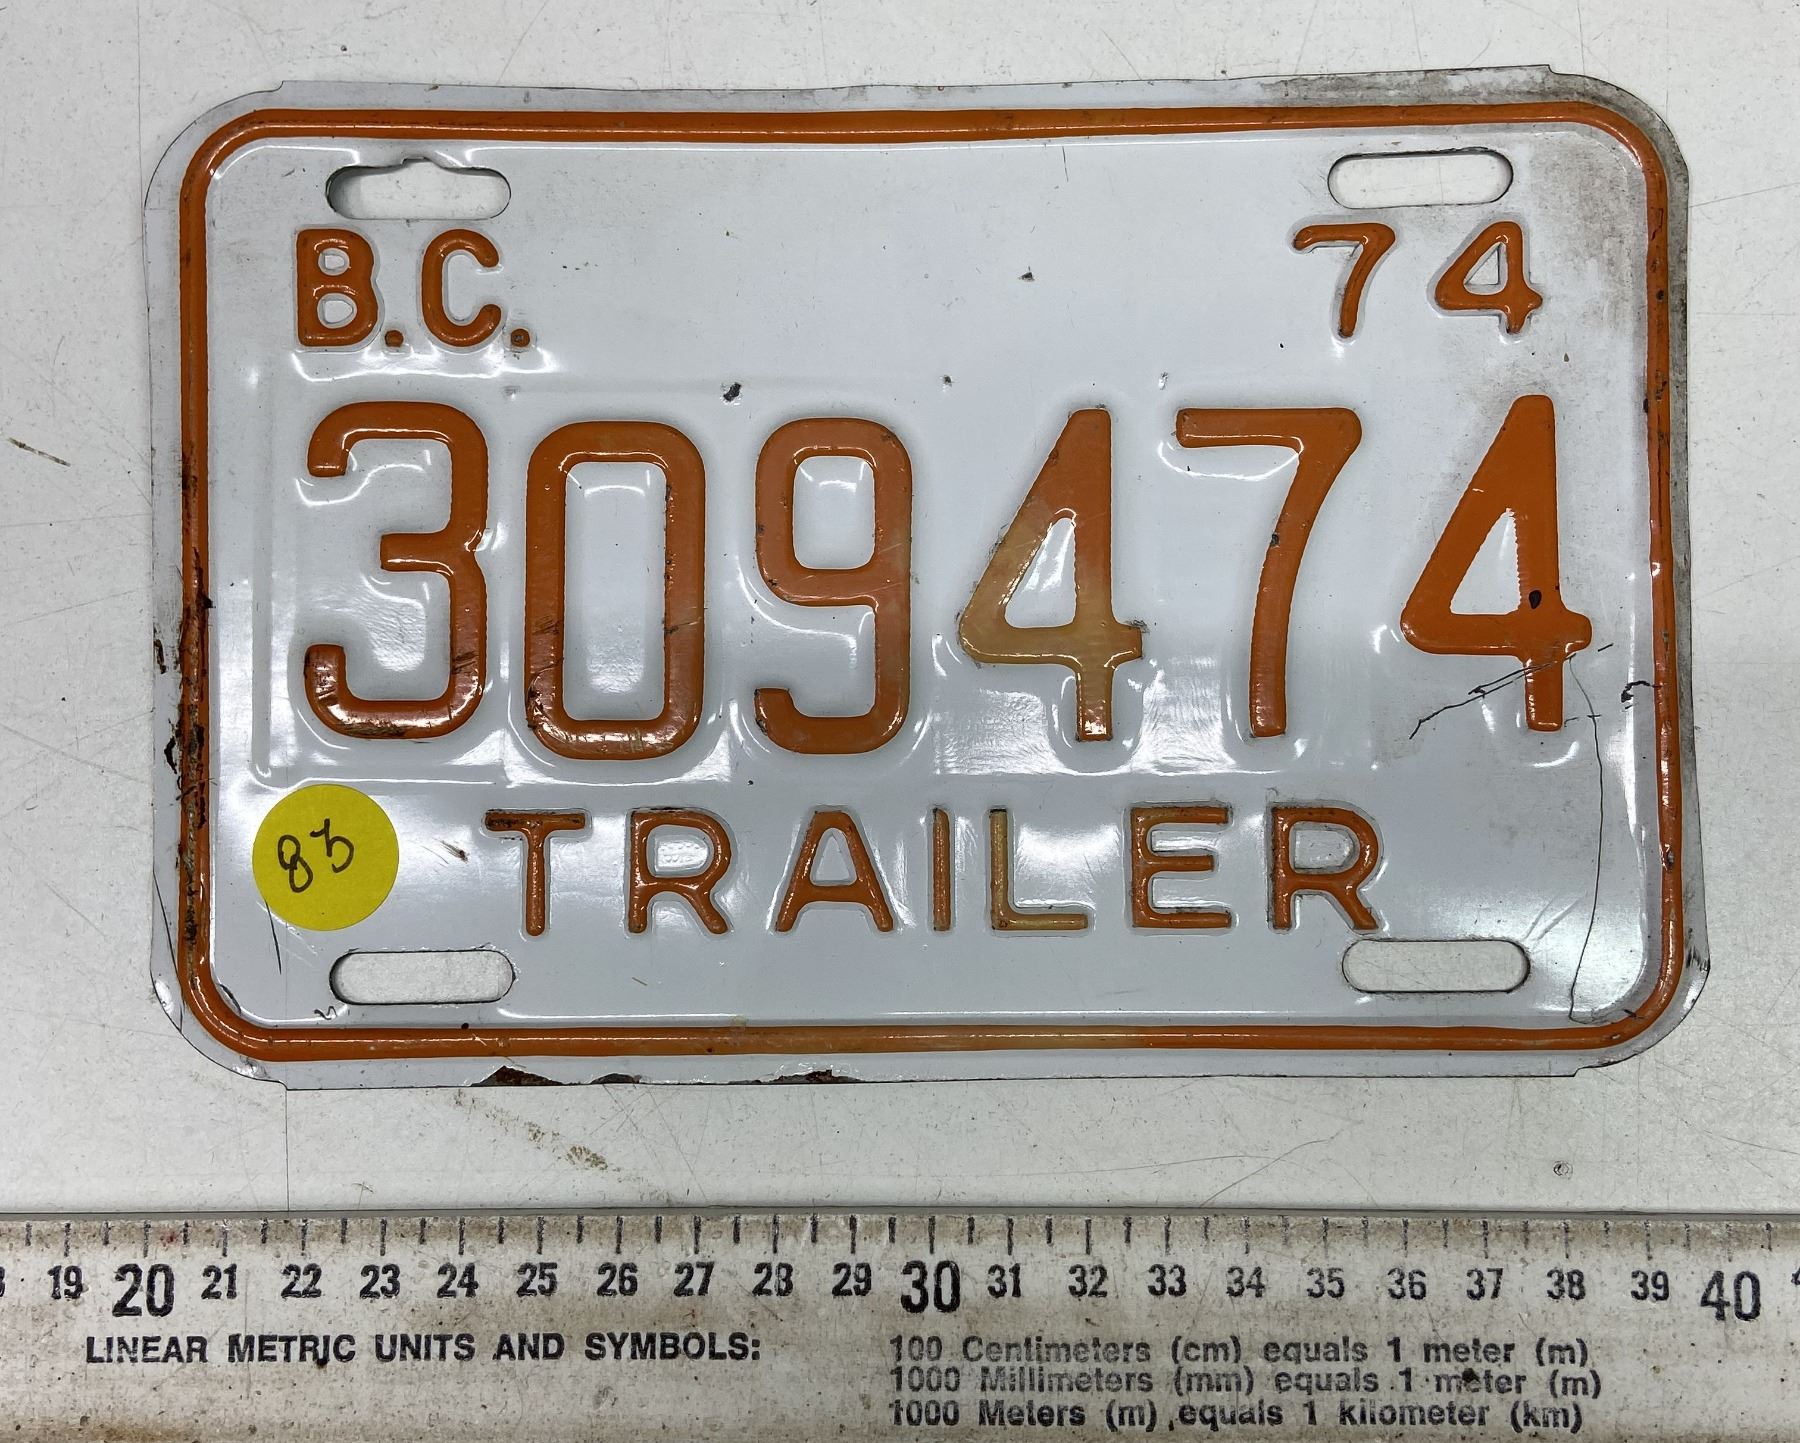 B.C. 74
309474
83
TRAILER
19 20 21 22 23 24 25 26 27 28 29 30 31 32 33 34 35 36 37 38 39 40
LINEAR METRIC UNITS AND SYMBOLS: 100 Centimeters (cm) equals 1 meter (m)
1000 Millimeters (mm) equals 1 meter (m)
1000 Meters (m) equals 1 kilometer (km)